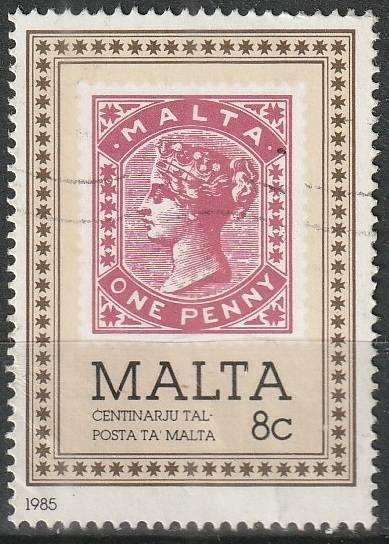 · MALTA ·
ONE PENNY
MALTA
ĊENTINARJU TAL-
POSTA TA' MALTA
8c
1985